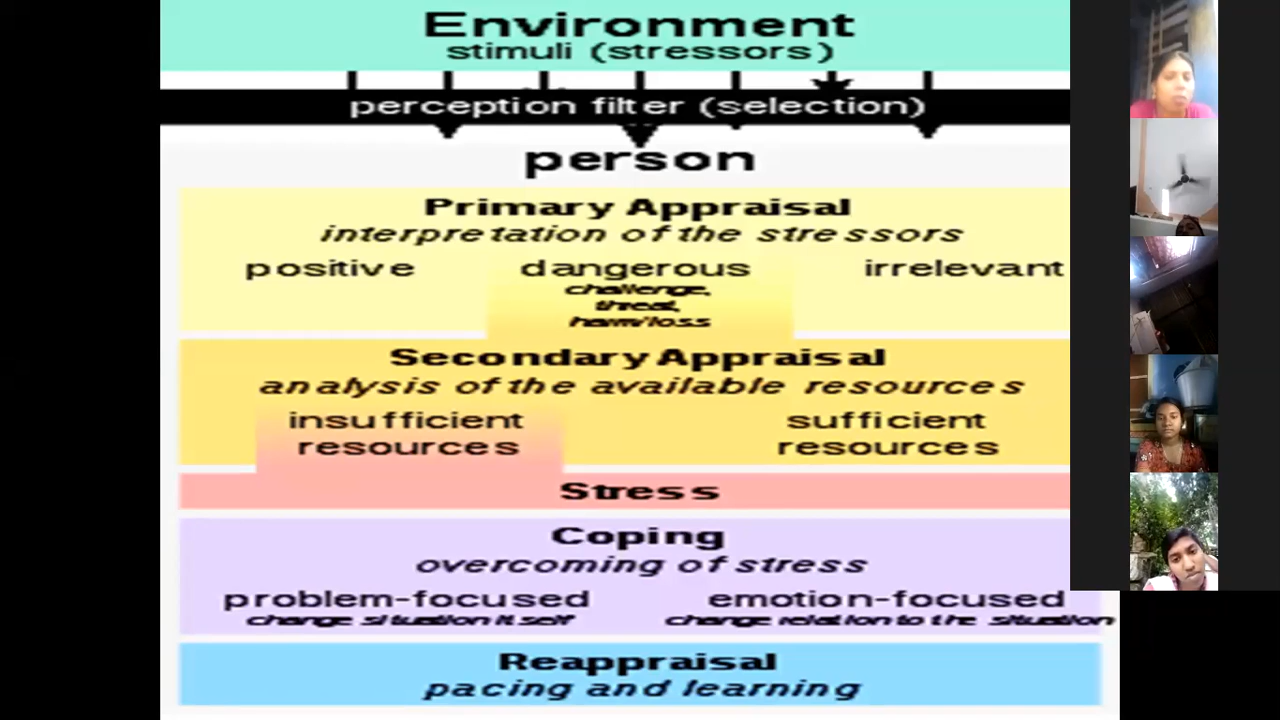 Environment
stimuli (stressors)
perception filter (selection)
person
Primary Appraisal
interpretation of the stressors
positive dangerous irrelevant
challenge,
threat,
harm/loss
Secondary Appraisal
analysis of the available resources
insufficient sufficient
resources resources
Stress
Coping
overcoming of stress
problem-focused emotion-focused
change situation itself change relation to the situation
Reappraisal
pacing and learning